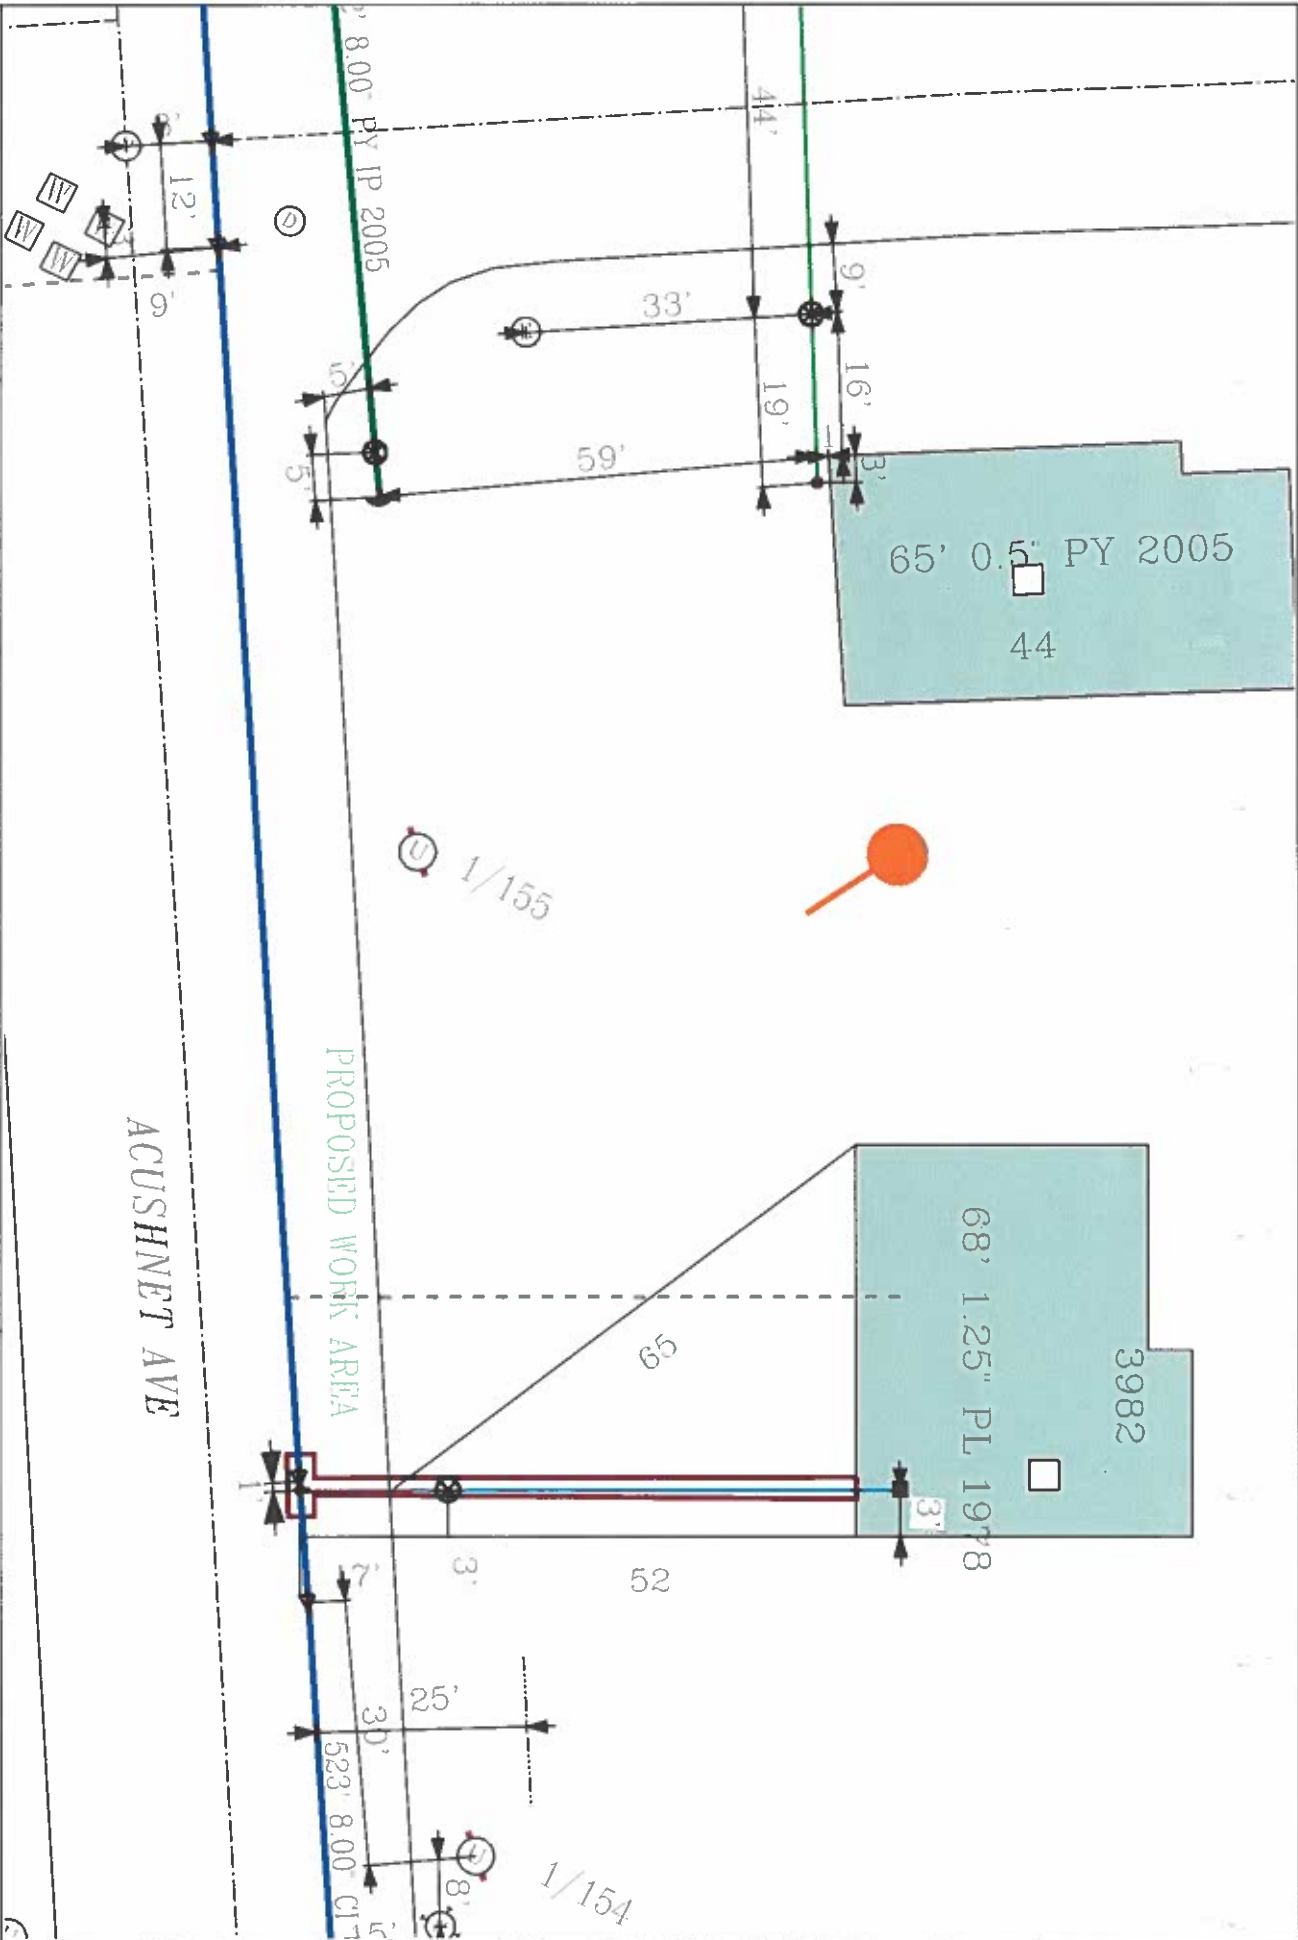 8.00" PY IP 2005
44'
8'
12'
9'
W
W
W
W
D
33'
9'
16'
19'
5'
5'
59'
3'
65' 0.5" PY 2005
44
U
1/155
PROPOSED WORK AREA
ACUSHNET AVE
65
68' 1.25" PL 1978
3982
1'
3'
7'
3'
52
25'
30'
523' 8.00" CI
U
1/154
8'
5'